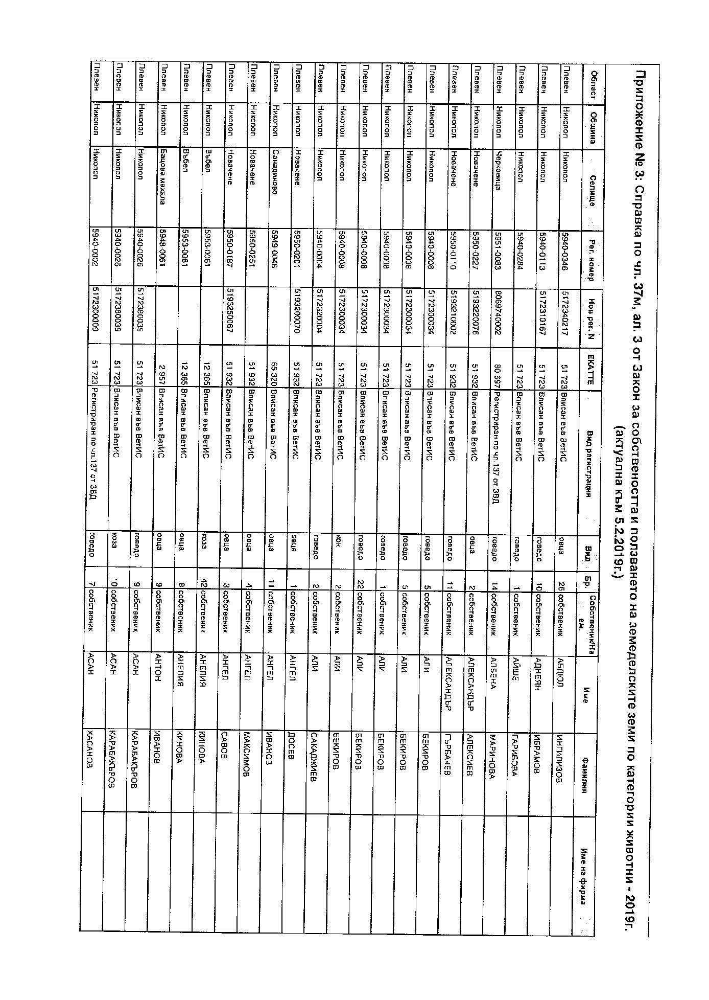 Приложение № 3: Справка по чл. 37м, ал. 3 от Закон за собствеността и ползването на земеделските земи по категории животни - 2019г.
(актуална към 5.2.2019г.)
Област Община Селище Рег. номер Нов рег. N ЕКАТТЕ Вид регистрация Вид Бр. Собственик/Наем. Име Фамилия Име на фирма
Плевен Никопол Никопол 5940-0346 5172340217 51 723 Вписан във ВетИС овца 26 собственик АБДЮЛ ИНГИЛИЗОВ
Плевен Никопол Никопол 5940-0113 5172310167 51 723 Вписан във ВетИС говедо 10 собственик АДНЕЯН ИБРАМОВ
Плевен Никопол Никопол 5940-0284 51 723 Вписан във ВетИС говедо 1 собственик АЙШЕ ГАРИБОВА
Плевен Никопол Черковица 5951-0083 8069740002 80 697 Регистриран по чл.137 от ЗВД говедо 14 собственик АЛБЕНА МАРИНОВА
Плевен Никопол Новачене 5950-0227 5193220076 51 932 Вписан във ВетИС овца 2 собственик АЛЕКСАНДЪР АЛЕКСИЕВ
Плевен Никопол Новачене 5950-0110 5193210002 51 932 Вписан във ВетИС говедо 11 собственик АЛЕКСАНДЪР ГЪРБАЧЕВ
Плевен Никопол Никопол 5940-0008 5172300034 51 723 Вписан във ВетИС говедо 5 собственик АЛИ БЕКИРОВ
Плевен Никопол Никопол 5940-0008 5172300034 51 723 Вписан във ВетИС говедо 5 собственик АЛИ БЕКИРОВ
Плевен Никопол Никопол 5940-0008 5172300034 51 723 Вписан във ВетИС говедо 1 собственик АЛИ БЕКИРОВ
Плевен Никопол Никопол 5940-0008 5172300034 51 723 Вписан във ВетИС говедо 22 собственик АЛИ БЕКИРОВ
Плевен Никопол Никопол 5940-0008 5172300034 51 723 Вписан във ВетИС кон 2 собственик АЛИ БЕКИРОВ
Плевен Никопол Никопол 5940-0004 5172320004 51 723 Вписан във ВетИС говедо 2 собственик АЛИ САКАДЖИЕВ
Плевен Никопол Новачене 5950-0201 5193200070 51 932 Вписан във ВетИС овца 1 собственик АНГЕЛ ДОСЕВ
Плевен Никопол Санадиново 5949-0046 65 320 Вписан във ВетИС овца 11 собственик АНГЕЛ ИВАНОВ
Плевен Никопол Новачене 5950-0251 51 932 Вписан във ВетИС овца 4 собственик АНГЕЛ МАКСИМОВ
Плевен Никопол Новачене 5950-0187 5193250067 51 932 Вписан във ВетИС овца 3 собственик АНГЕЛ САВОВ
Плевен Никопол Въбел 5953-0061 12 365 Вписан във ВетИС коза 42 собственик АНЕЛИЯ КИНОВА
Плевен Никопол Въбел 5953-0061 12 365 Вписан във ВетИС овца 8 собственик АНЕЛИЯ КИНОВА
Плевен Никопол Бацова махала 5948-0061 2 957 Вписан във ВетИС овца 9 собственик АНТОН ИВАНОВ
Плевен Никопол Никопол 5940-0026 5172380039 51 723 Вписан във ВетИС говедо 9 собственик АСАН КАРАБАКЪРОВ
Плевен Никопол Никопол 5940-0026 5172380039 51 723 Вписан във ВетИС коза 10 собственик АСАН КАРАБАКЪРОВ
Плевен Никопол Никопол 5940-0002 5172300009 51 723 Регистриран по чл.137 от ЗВД говедо 7 собственик АСАН ХАСАНОВ